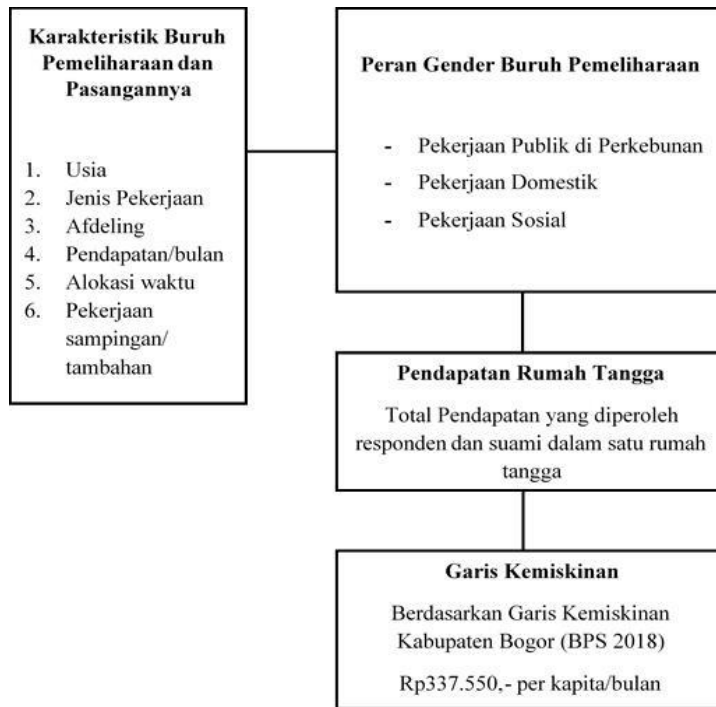 Karakteristik Buruh
Pemeliharaan dan
Pasangannya
1. Usia
2. Jenis Pekerjaan
3. Afdeling
4. Pendapatan/bulan
5. Alokasi waktu
6. Pekerjaan
sampingan/
tambahan
Peran Gender Buruh Pemeliharaan
- Pekerjaan Publik di Perkebunan
- Pekerjaan Domestik
- Pekerjaan Sosial
Pendapatan Rumah Tangga
Total Pendapatan yang diperoleh
responden dan suami dalam satu rumah
tangga
Garis Kemiskinan
Berdasarkan Garis Kemiskinan
Kabupaten Bogor (BPS 2018)
Rp337.550,- per kapita/bulan